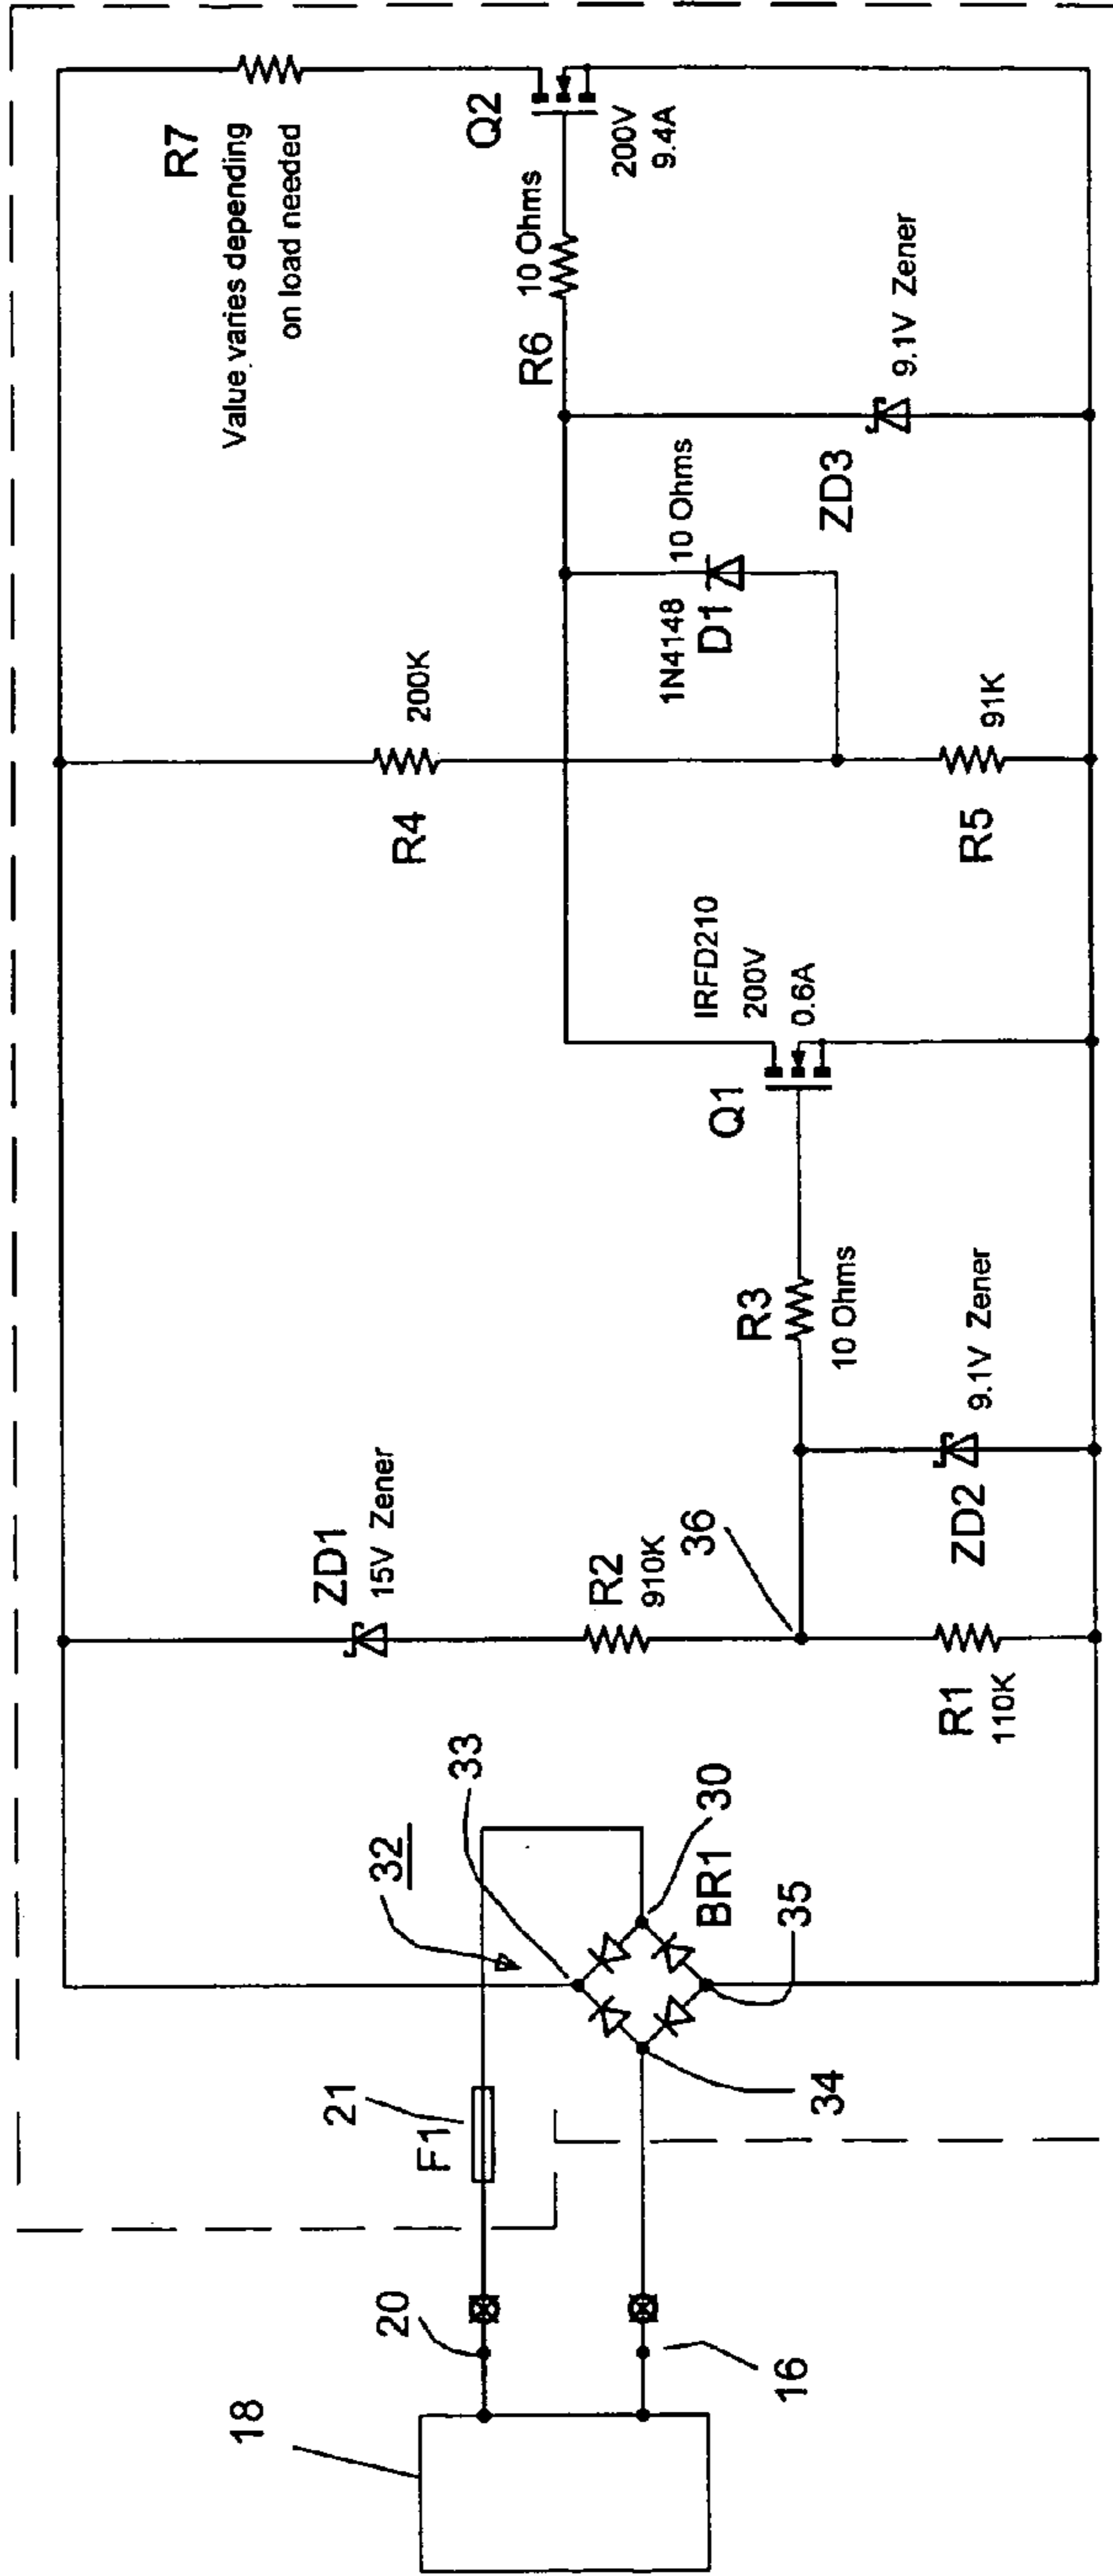 18
20
16
F1
21
32
33
34
30
BR1
35
ZD1
15V Zener
R2
910K
36
R1
110K
ZD2
9.1V Zener
R3
10 Ohms
Q1
IRFD210
200V
0.6A
R4
200K
R5
91K
1N4148
D1
10 Ohms
ZD3
9.1V Zener
R6
10 Ohms
Q2
200V
9.4A
R7
Value varies depending
on load needed